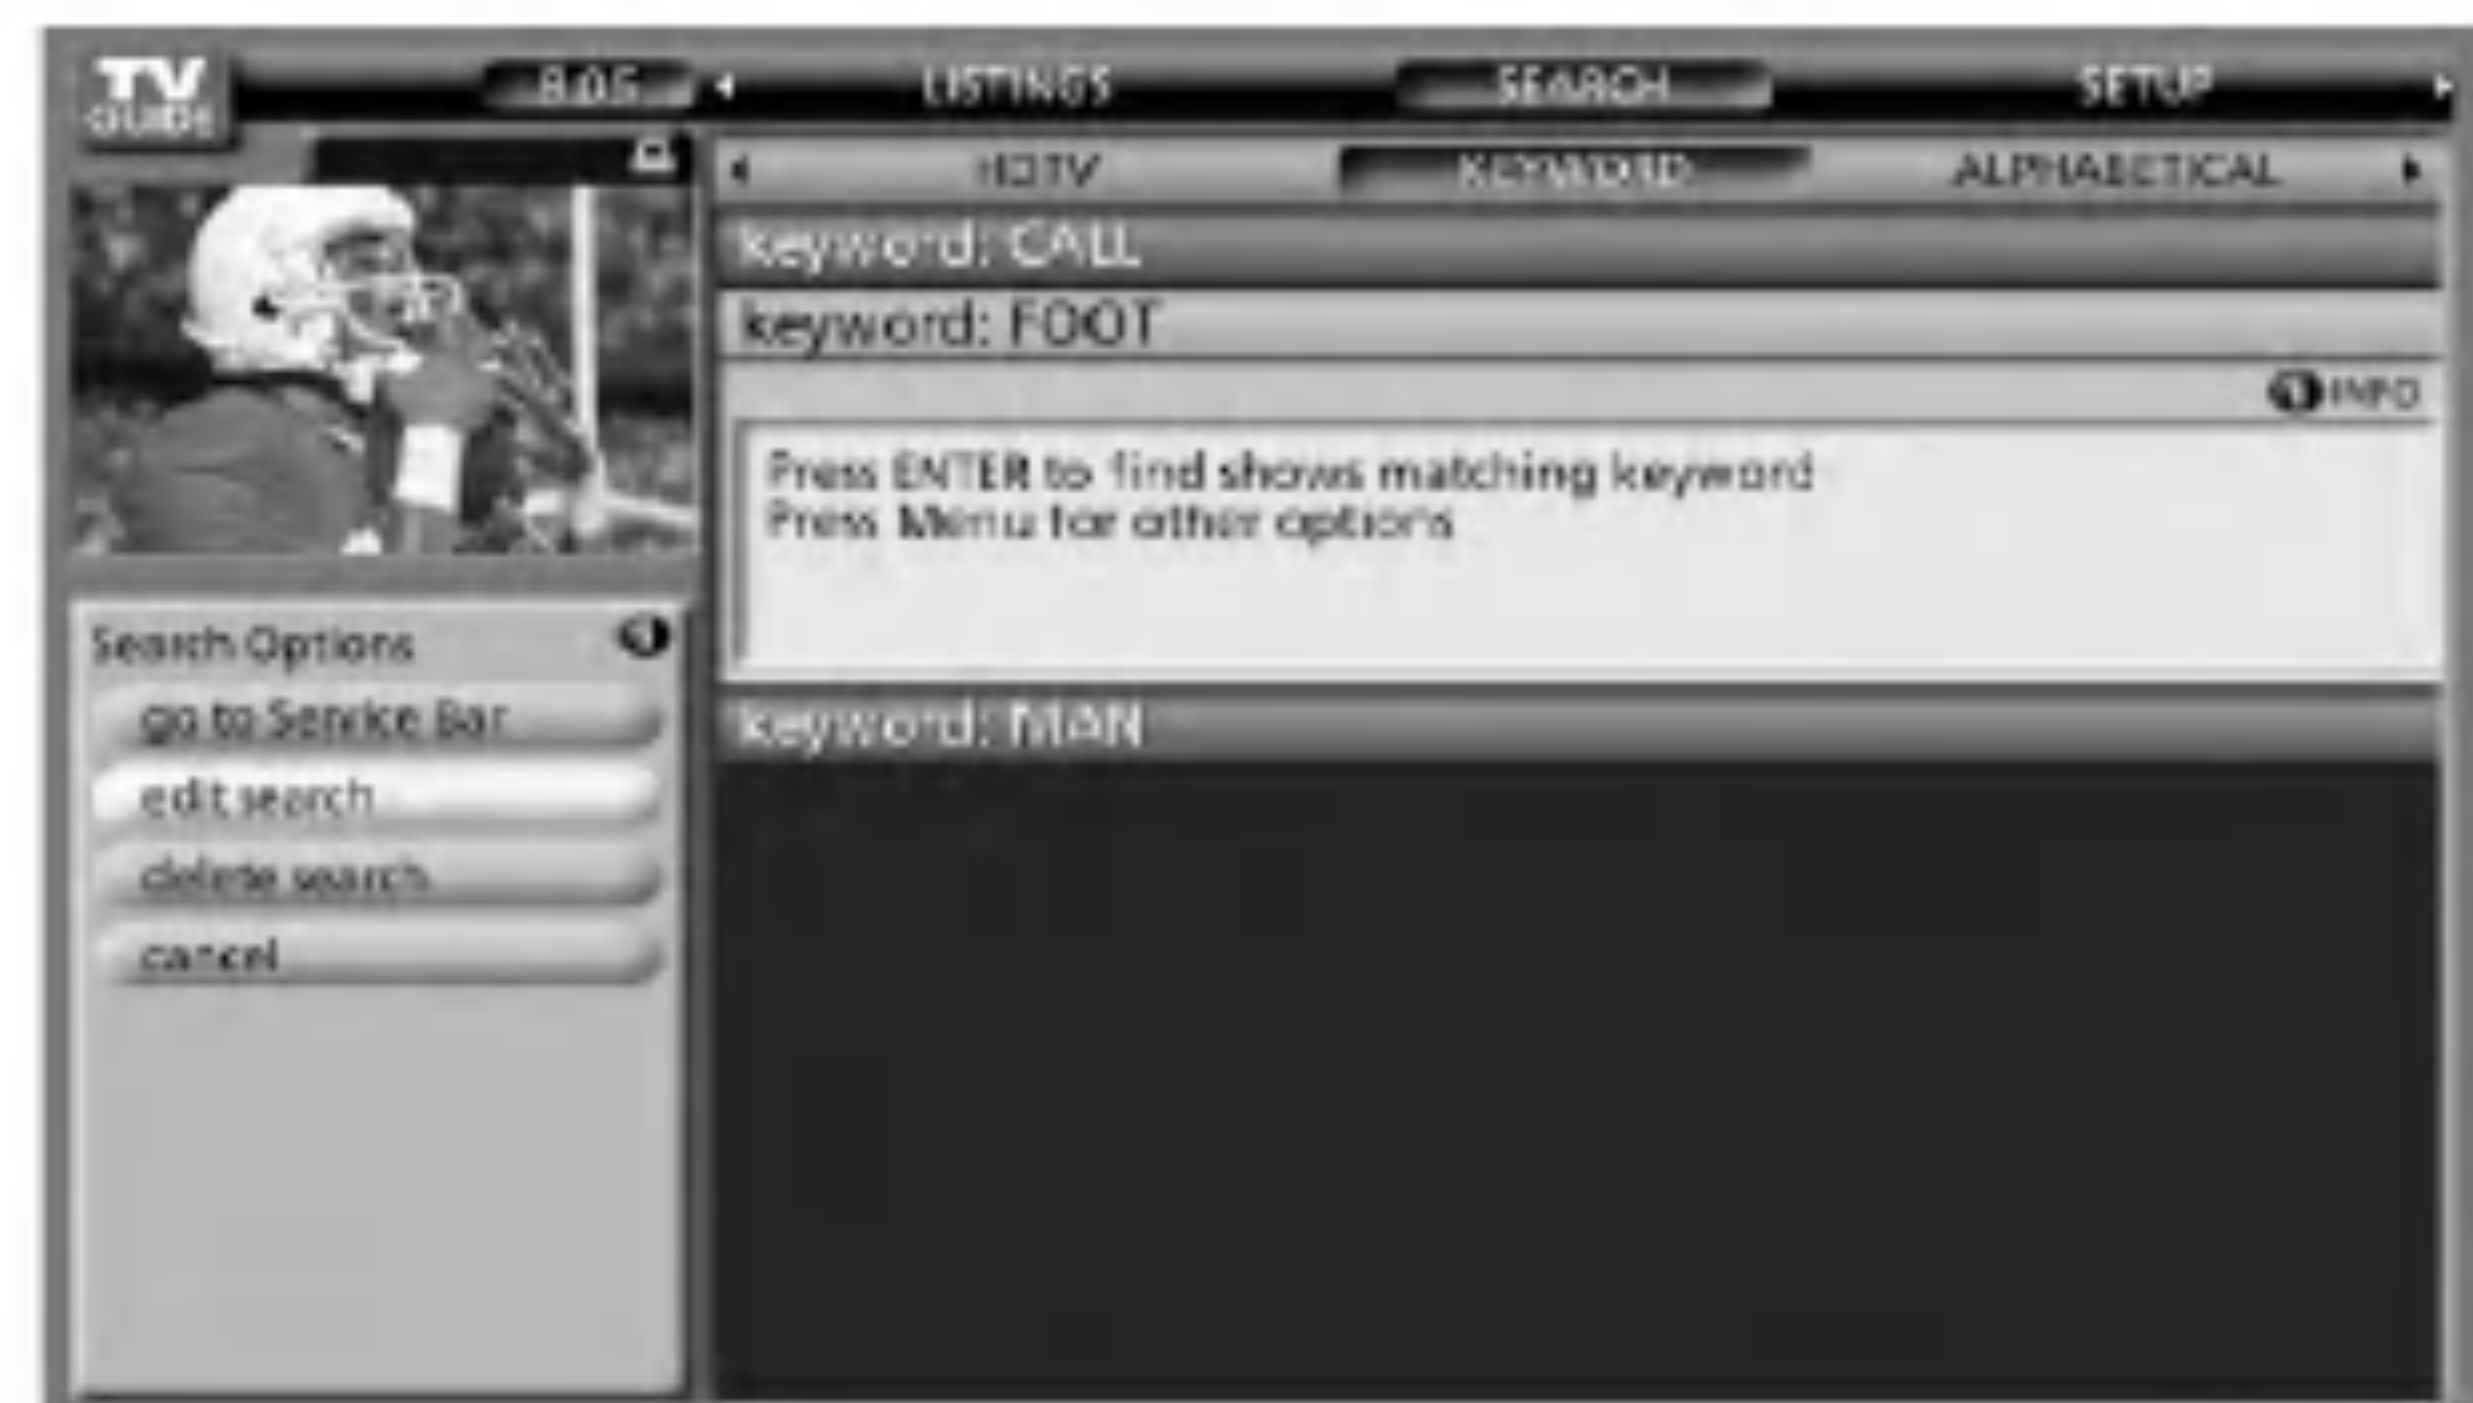 TV
GUIDE
8:05
LISTINGS
SEARCH
SETUP
HDTV
KEYWORD
ALPHABETICAL
keyword: CALL
keyword: FOOT
INFO
Press ENTER to find shows matching keyword
Press Menu for other options
keyword: MAN
Search Options
go to Service Bar
edit search
delete search
cancel